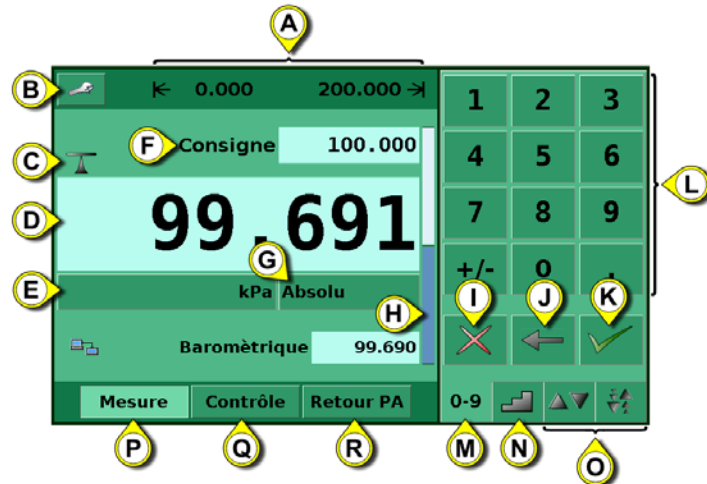 A
B
0.000 200.000
1 2 3
F Consigne 100.000
C
4 5 6
L
D 99.691
7 8 9
G
+/- 0 .
E kPa Absolu
H
I J K
Baromètrique 99.690
Mesure Contrôle Retour PA
0-9
P Q R M N O